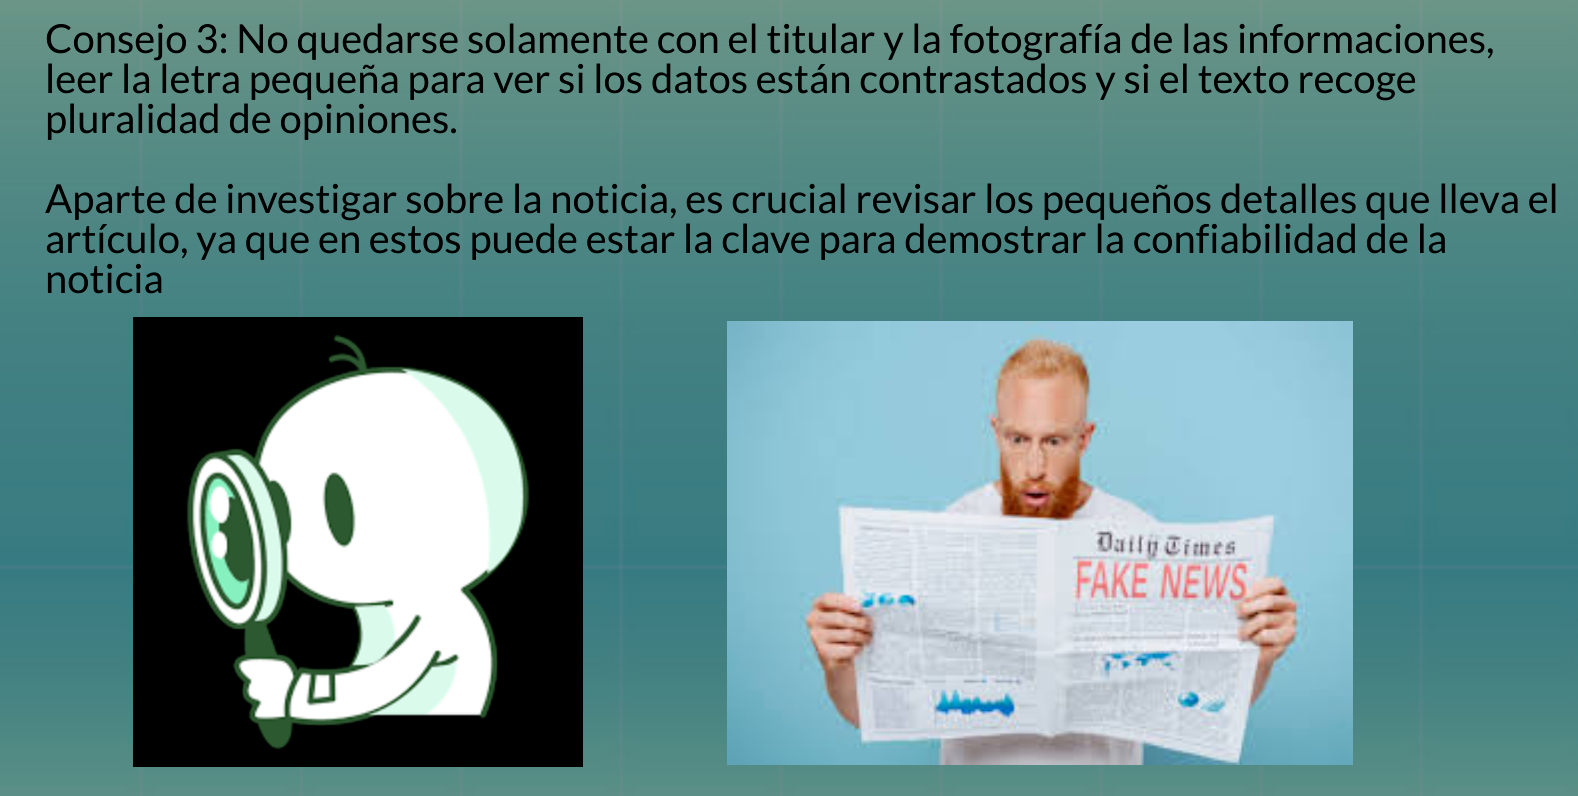 Consejo 3: No quedarse solamente con el titular y la fotografía de las informaciones,
leer la letra pequeña para ver si los datos están contrastados y si el texto recoge
pluralidad de opiniones.
Aparte de investigar sobre la noticia, es crucial revisar los pequeños detalles que lleva el
artículo, ya que en estos puede estar la clave para demostrar la confiabilidad de la
noticia
Daily Times
FAKE NEWS